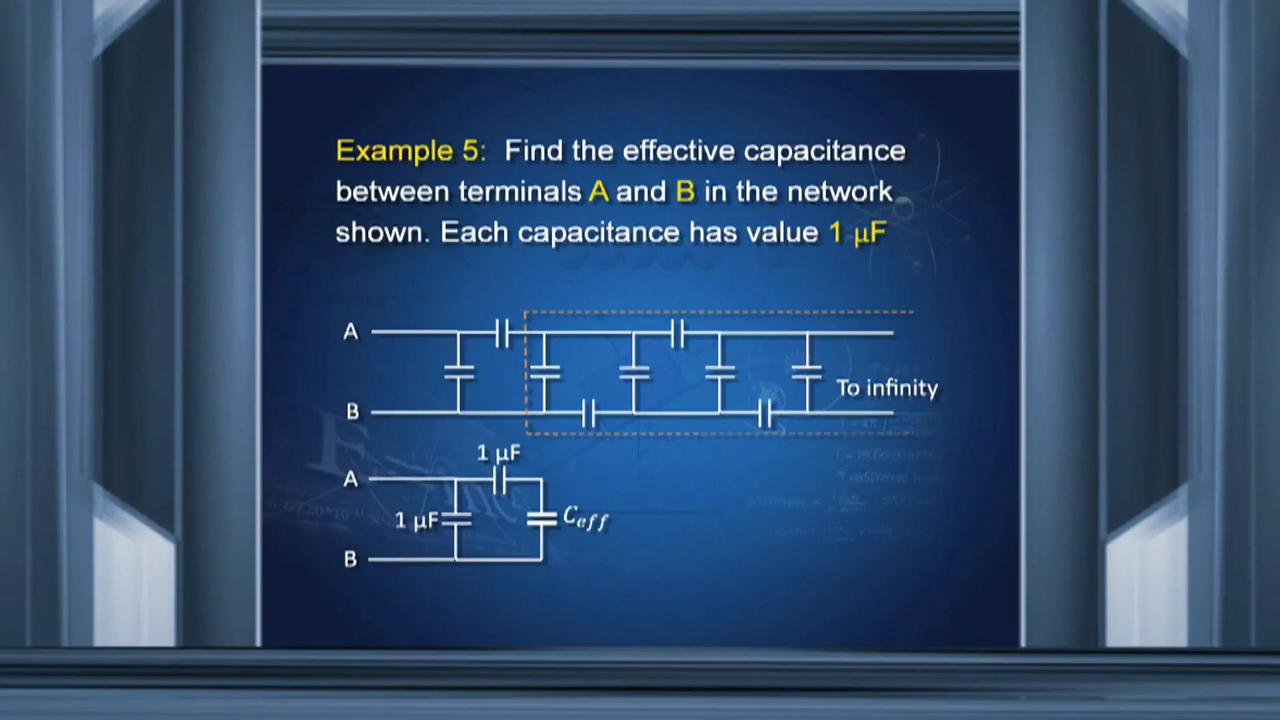 Example 5: Find the effective capacitance
between terminals A and B in the network
shown. Each capacitance has value 1 μF
A
B
To infinity
1 μF
A
1 μF
C_eff
B